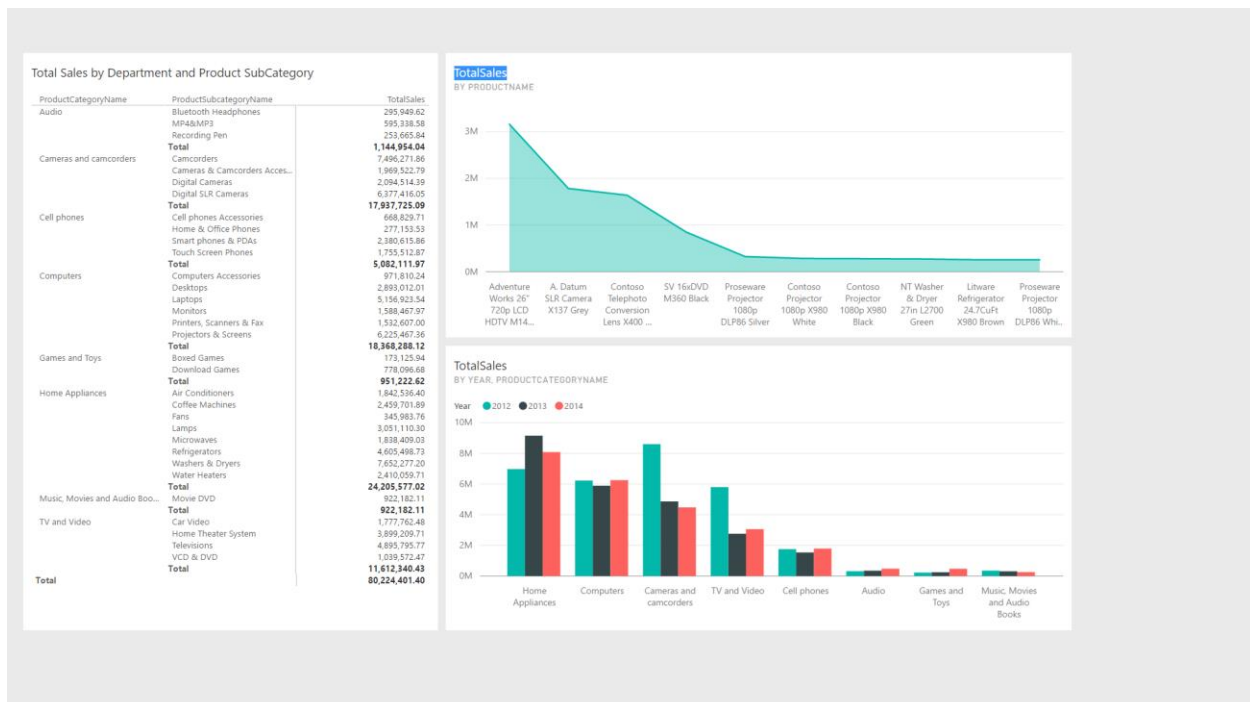 Total Sales by Department and Product SubCategory
ProductCategoryName ProductSubcategoryName TotalSales
Audio Bluetooth Headphones 295,949.62
MP4&MP3 595,338.58
Recording Pen 253,665.84
Total 1,144,954.04
Cameras and camcorders Camcorders 7,496,271.86
Cameras & Camcorders Acces... 1,969,522.79
Digital Cameras 2,094,514.39
Digital SLR Cameras 6,377,416.05
Total 17,937,725.09
Cell phones Cell phones Accessories 668,829.71
Home & Office Phones 277,153.53
Smart phones & PDAs 2,380,615.86
Touch Screen Phones 1,755,512.87
Total 5,082,111.97
Computers Computers Accessories 971,810.24
Desktops 2,893,012.01
Laptops 5,156,923.54
Monitors 1,588,467.97
Printers, Scanners & Fax 1,532,607.00
Projectors & Screens 6,225,467.36
Total 18,368,288.12
Games and Toys Boxed Games 173,125.94
Download Games 778,096.68
Total 951,222.62
Home Appliances Air Conditioners 1,842,536.40
Coffee Machines 2,459,701.89
Fans 345,983.76
Lamps 3,051,110.30
Microwaves 1,838,409.03
Refrigerators 4,605,498.73
Washers & Dryers 7,652,277.20
Water Heaters 2,410,059.71
Total 24,205,577.02
Music, Movies and Audio Boo... Movie DVD 922,182.11
Total 922,182.11
TV and Video Car Video 1,777,762.48
Home Theater System 3,899,209.71
Televisions 4,895,795.77
VCD & DVD 1,039,572.47
Total 11,612,340.43
Total 80,224,401.40
TotalSales
BY PRODUCTNAME
3M
2M
1M
0M
Adventure A. Datum Contoso SV 16xDVD Proseware Contoso Contoso NT Washer Litware Proseware
Works 26" SLR Camera Telephoto M360 Black Projector Projector Projector & Dryer Refrigerator Projector
720p LCD X137 Grey Conversion 1080p 1080p X980 1080p X980 27in L2700 24.7CuFt 1080p
HDTV M14... Lens X400 ... DLP86 Silver White Black Green X980 Brown DLP86 Whi...
TotalSales
BY YEAR, PRODUCTCATEGORYNAME
Year 2012 2013 2014
10M
8M
6M
4M
2M
0M
Home Computers Cameras and TV and Video Cell phones Audio Games and Music, Movies
Appliances camcorders Toys and Audio
Books